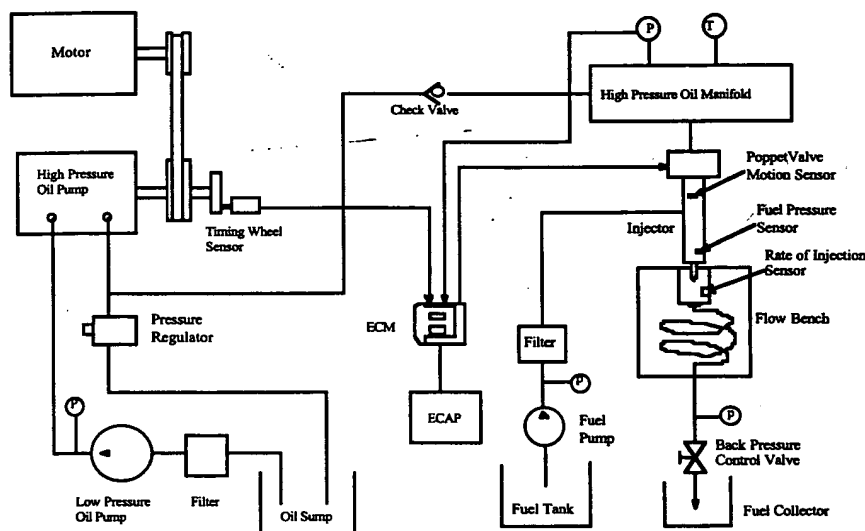 Motor
P
T
High Pressure Oil Manifold
Check Valve
High Pressure
Oil Pump
Poppet Valve
Motion Sensor
Injector
Fuel Pressure
Sensor
Timing Wheel
Sensor
Rate of Injection
Sensor
Flow Bench
ECM
Pressure
Regulator
Filter
P
ECAP
P
Fuel
Pump
P
Back Pressure
Control Valve
Low Pressure
Oil Pump
Filter
Oil Sump
Fuel Tank
Fuel Collector